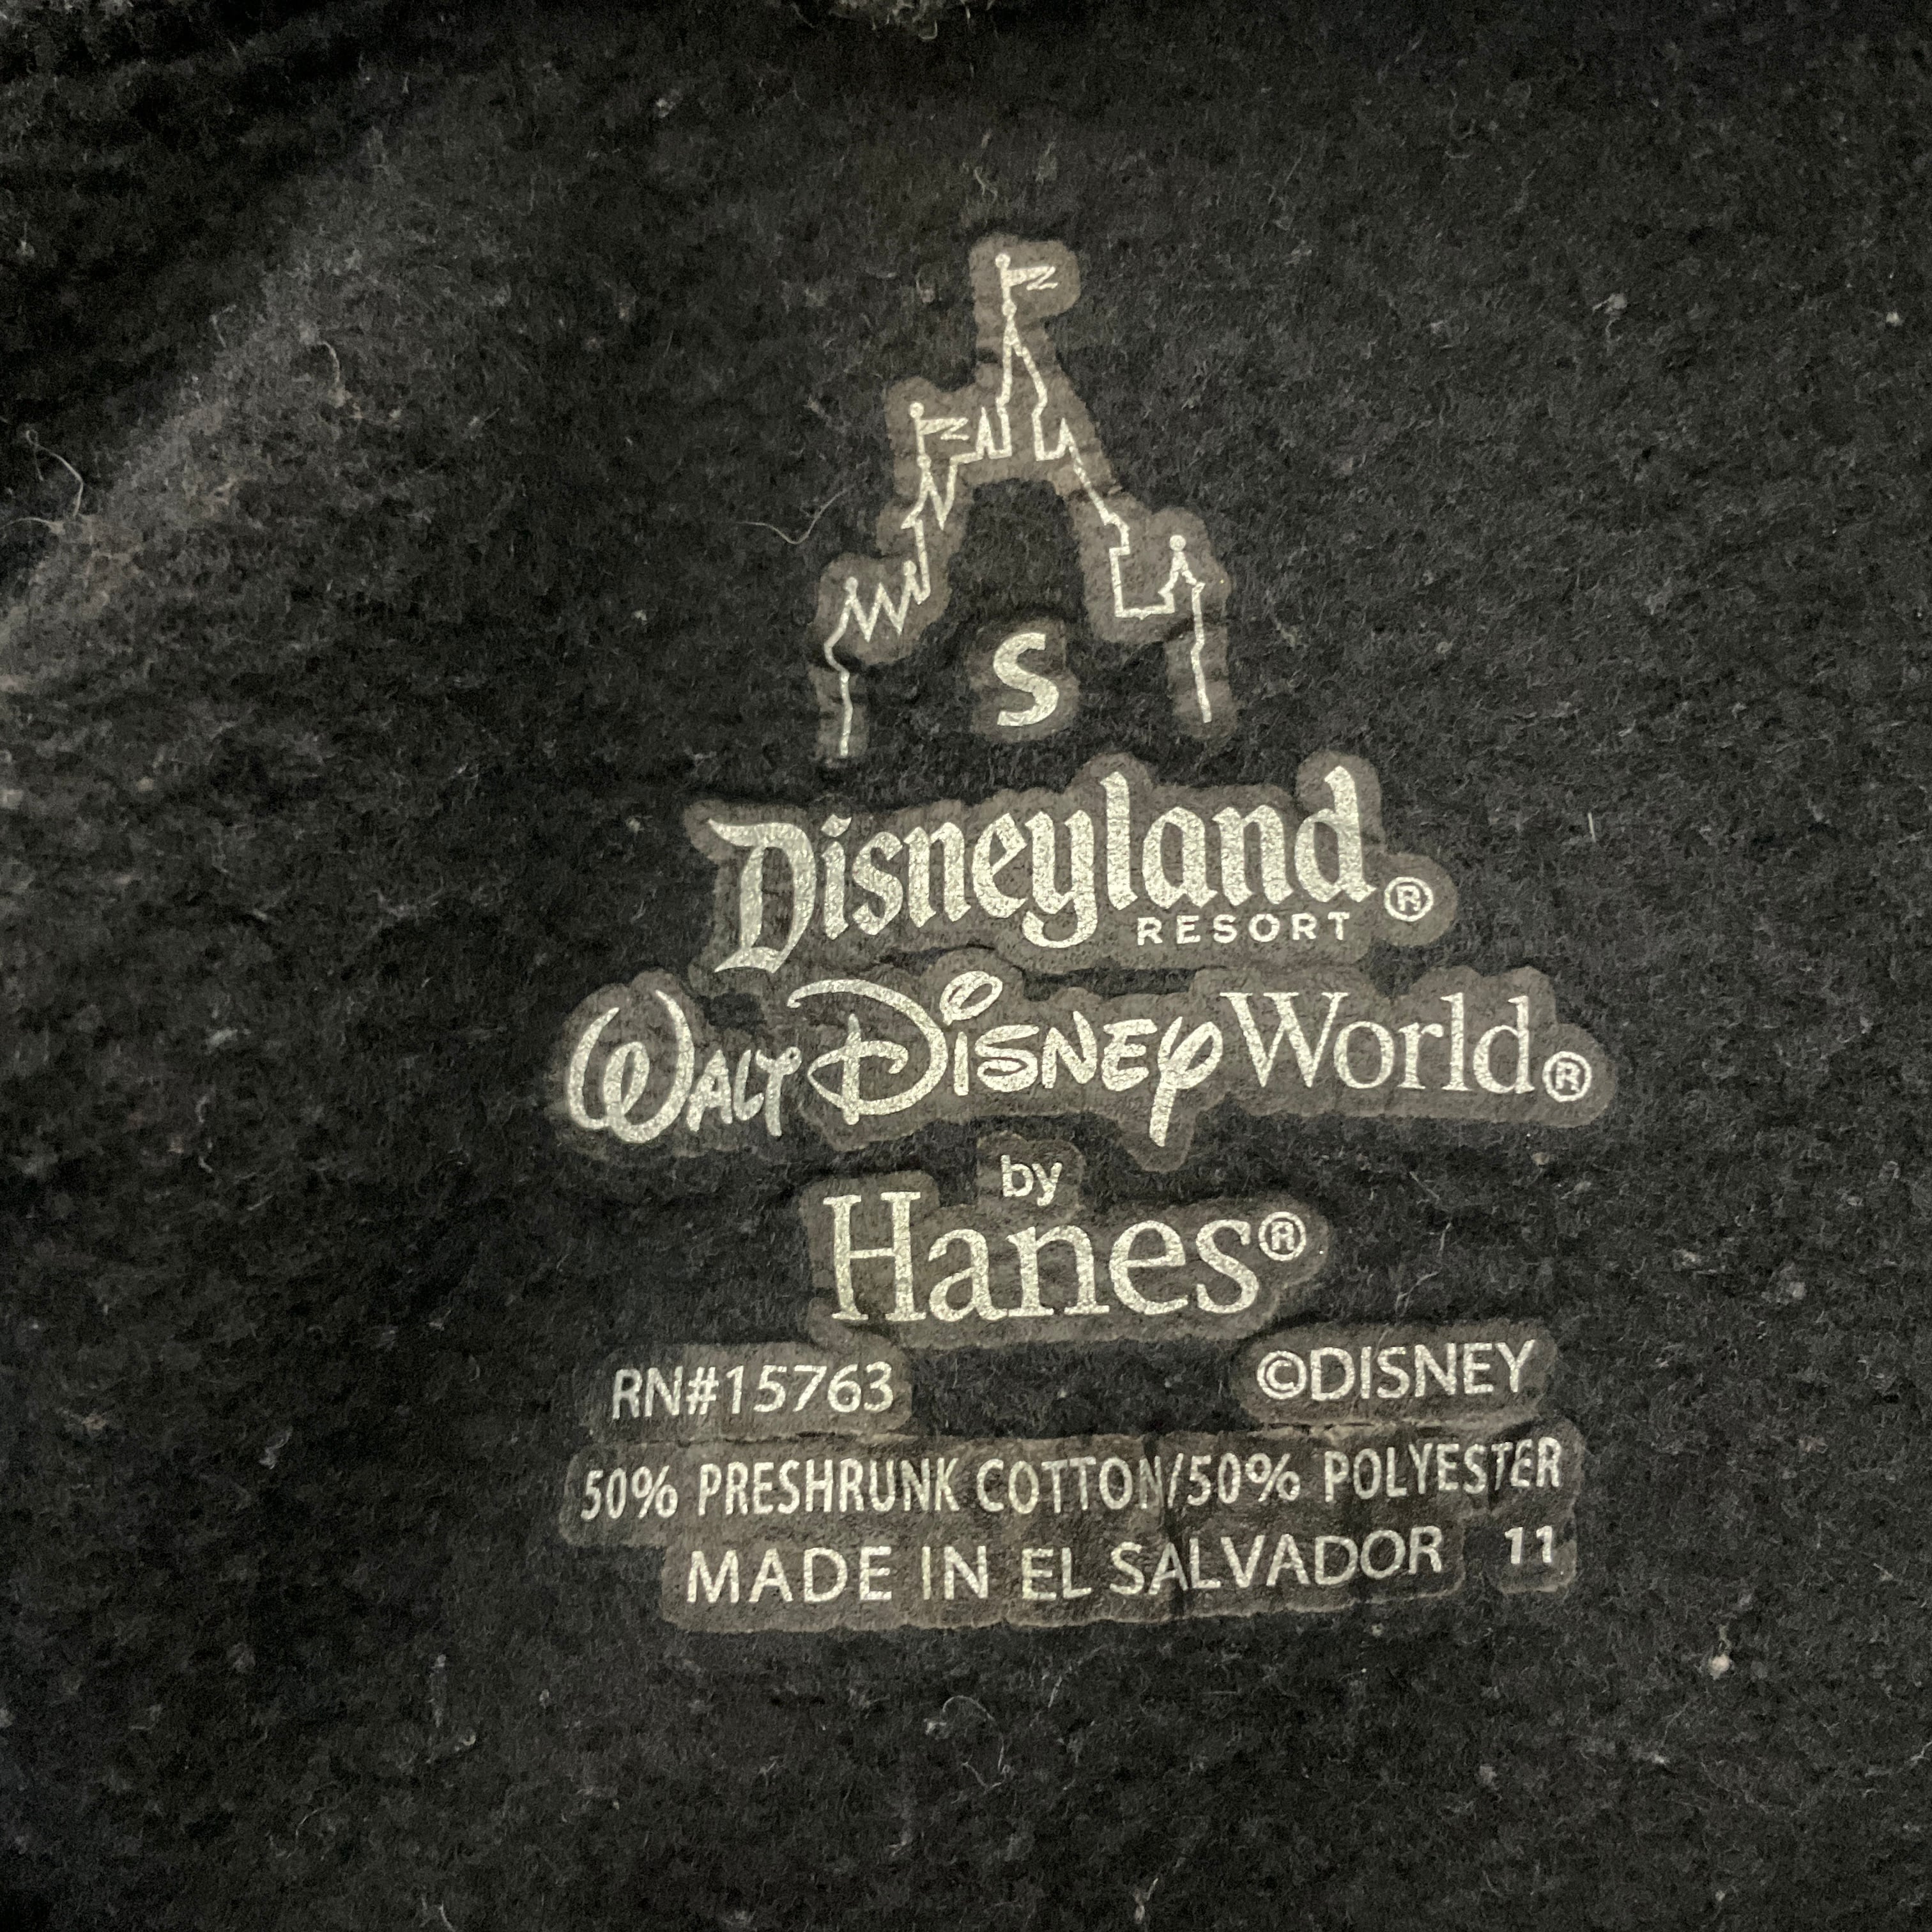 S
Disneyland®
RESORT
WALT DISNEY World®
by
Hanes®
RN#15763 ©DISNEY
50% PRESHRUNK COTTON/50% POLYESTER
MADE IN EL SALVADOR 11